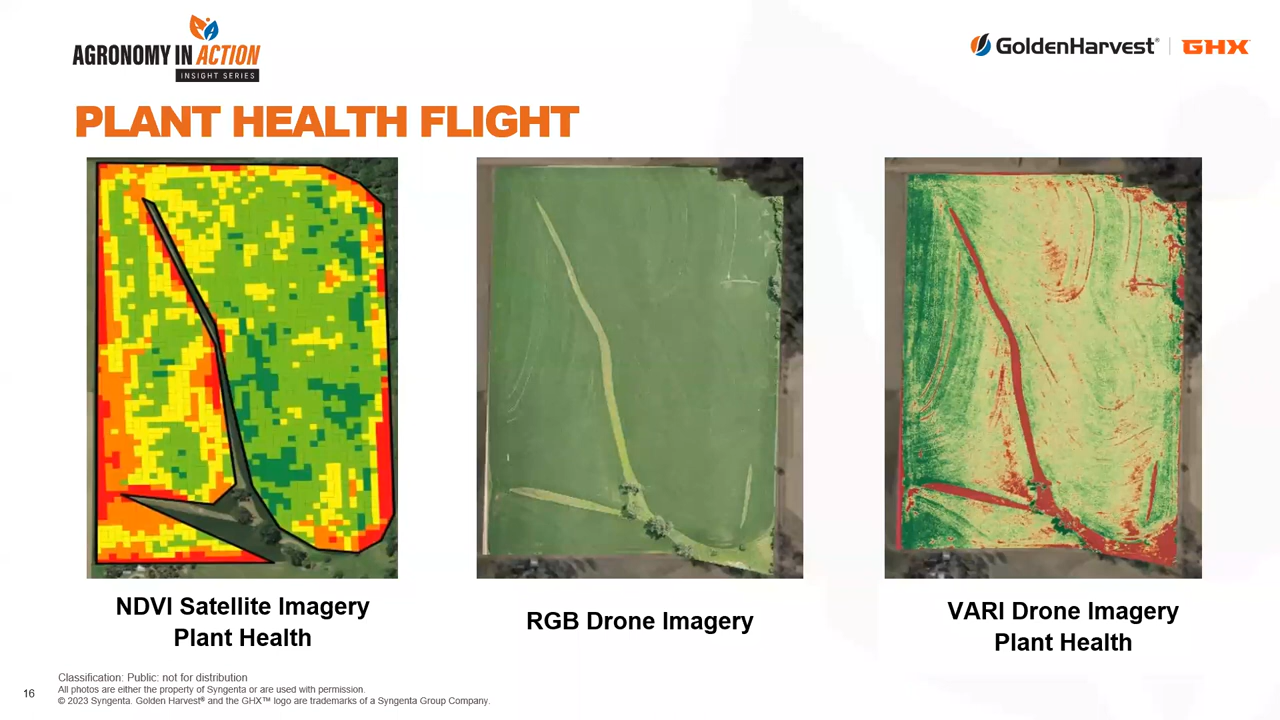 AGRONOMY IN ACTION
INSIGHT SERIES
GoldenHarvest®
GHX
PLANT HEALTH FLIGHT
NDVI Satellite Imagery
Plant Health
RGB Drone Imagery
VARI Drone Imagery
Plant Health
Classification: Public: not for distribution
All photos are either the property of Syngenta or are used with permission.
© 2023 Syngenta. Golden Harvest® and the GHX™ logo are trademarks of a Syngenta Group Company.
16